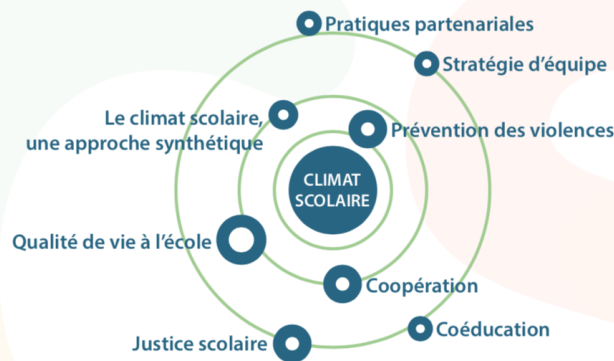 Pratiques partenariales
Stratégie d’équipe
Le climat scolaire,
une approche synthétique
Prévention des violences
CLIMAT
SCOLAIRE
Qualité de vie à l’école
Coopération
Coéducation
Justice scolaire